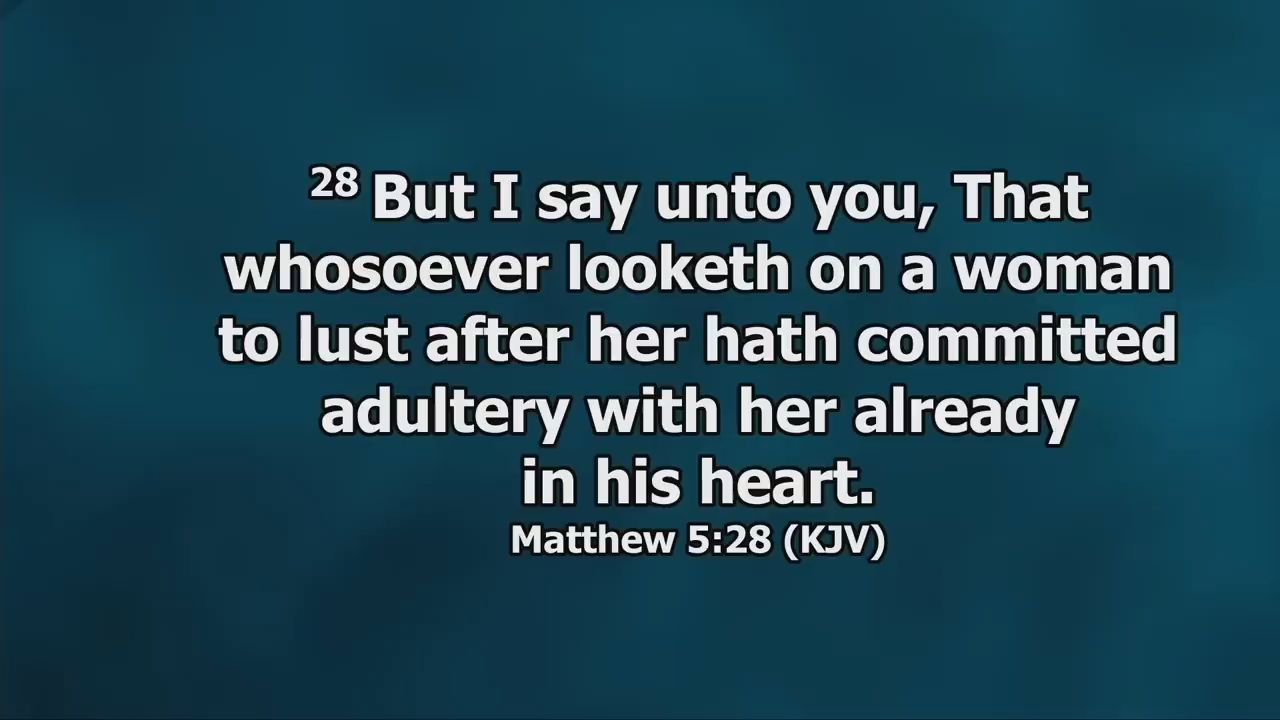 28 But I say unto you, That
whosoever looketh on a woman
to lust after her hath committed
adultery with her already
in his heart.
Matthew 5:28 (KJV)